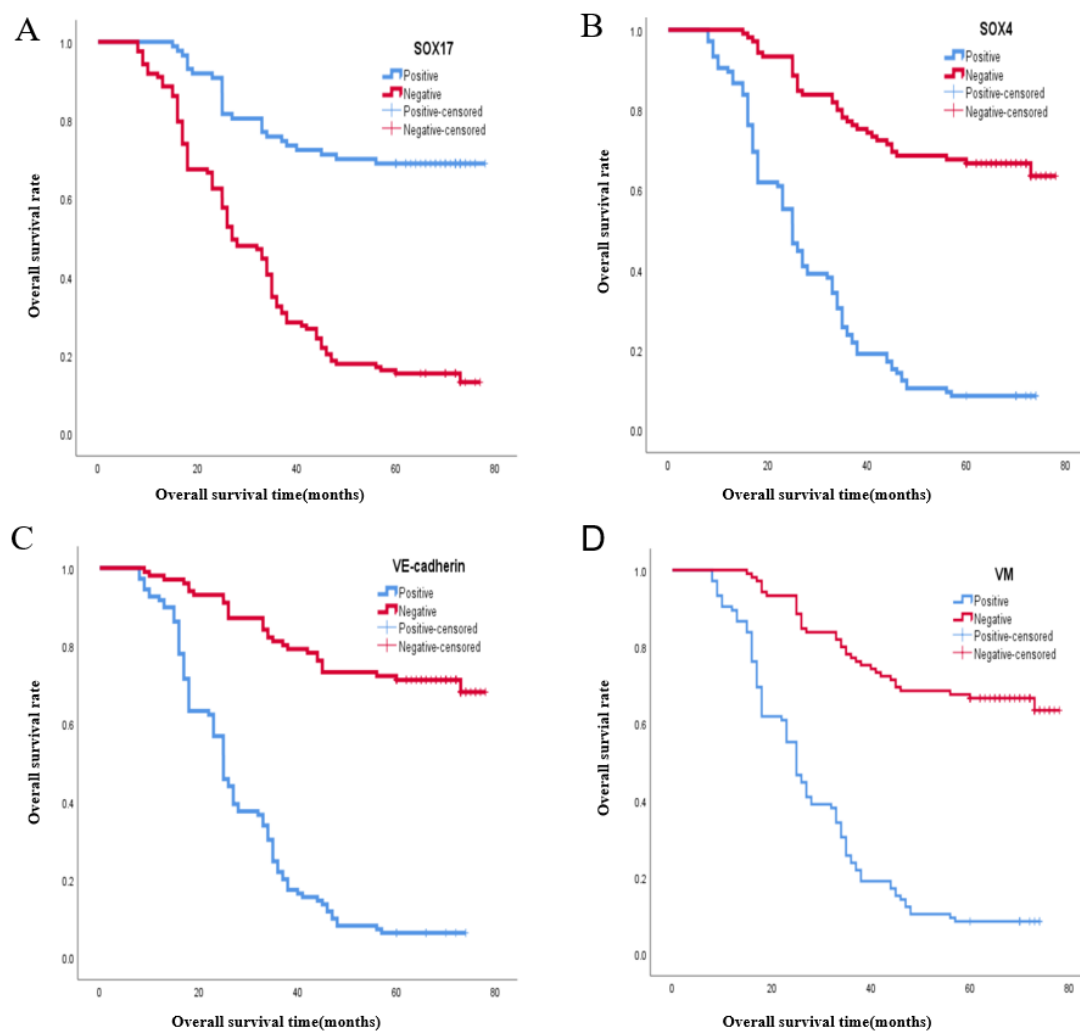 A
SOX17
Positive
Negative
Positive-censored
Negative-censored
Overall survival rate
1.0
0.8
0.6
0.4
0.2
0.0
0
20
40
60
80
Overall survival time(months)
B
SOX4
Positive
Negative
Positive-censored
Negative-censored
Overall survival rate
1.0
0.8
0.6
0.4
0.2
0.0
0
20
40
60
80
Overall survival time(months)
C
VE-cadherin
Positive
Negative
Positive-censored
Negative-censored
Overall survival rate
1.0
0.8
0.6
0.4
0.2
0.0
0
20
40
60
80
Overall survival time(months)
D
VM
Positive
Negative
Positive-censored
Negative-censored
Overall survial rate
1.0
0.8
0.6
0.4
0.2
0.0
0
20
40
60
80
Overall survival time(months)